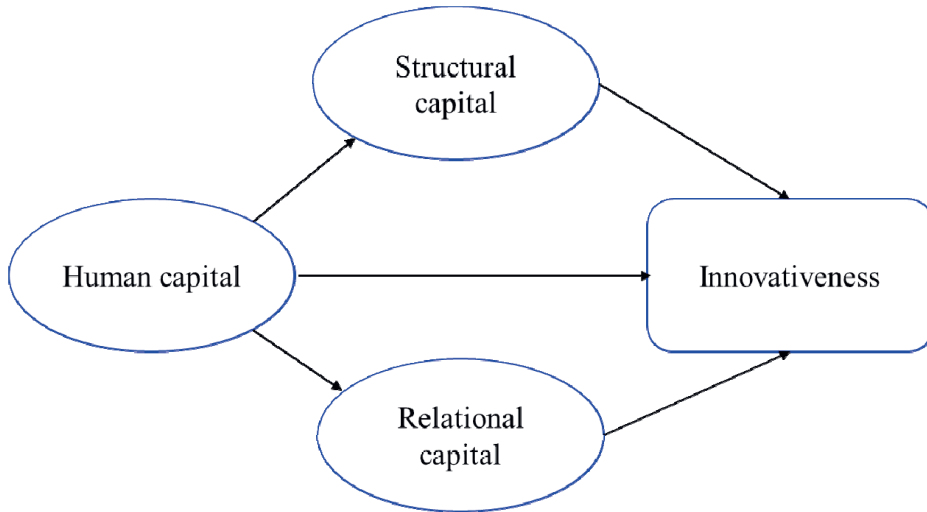 Structural
capital
Human capital
Innovativeness
Relational
capital